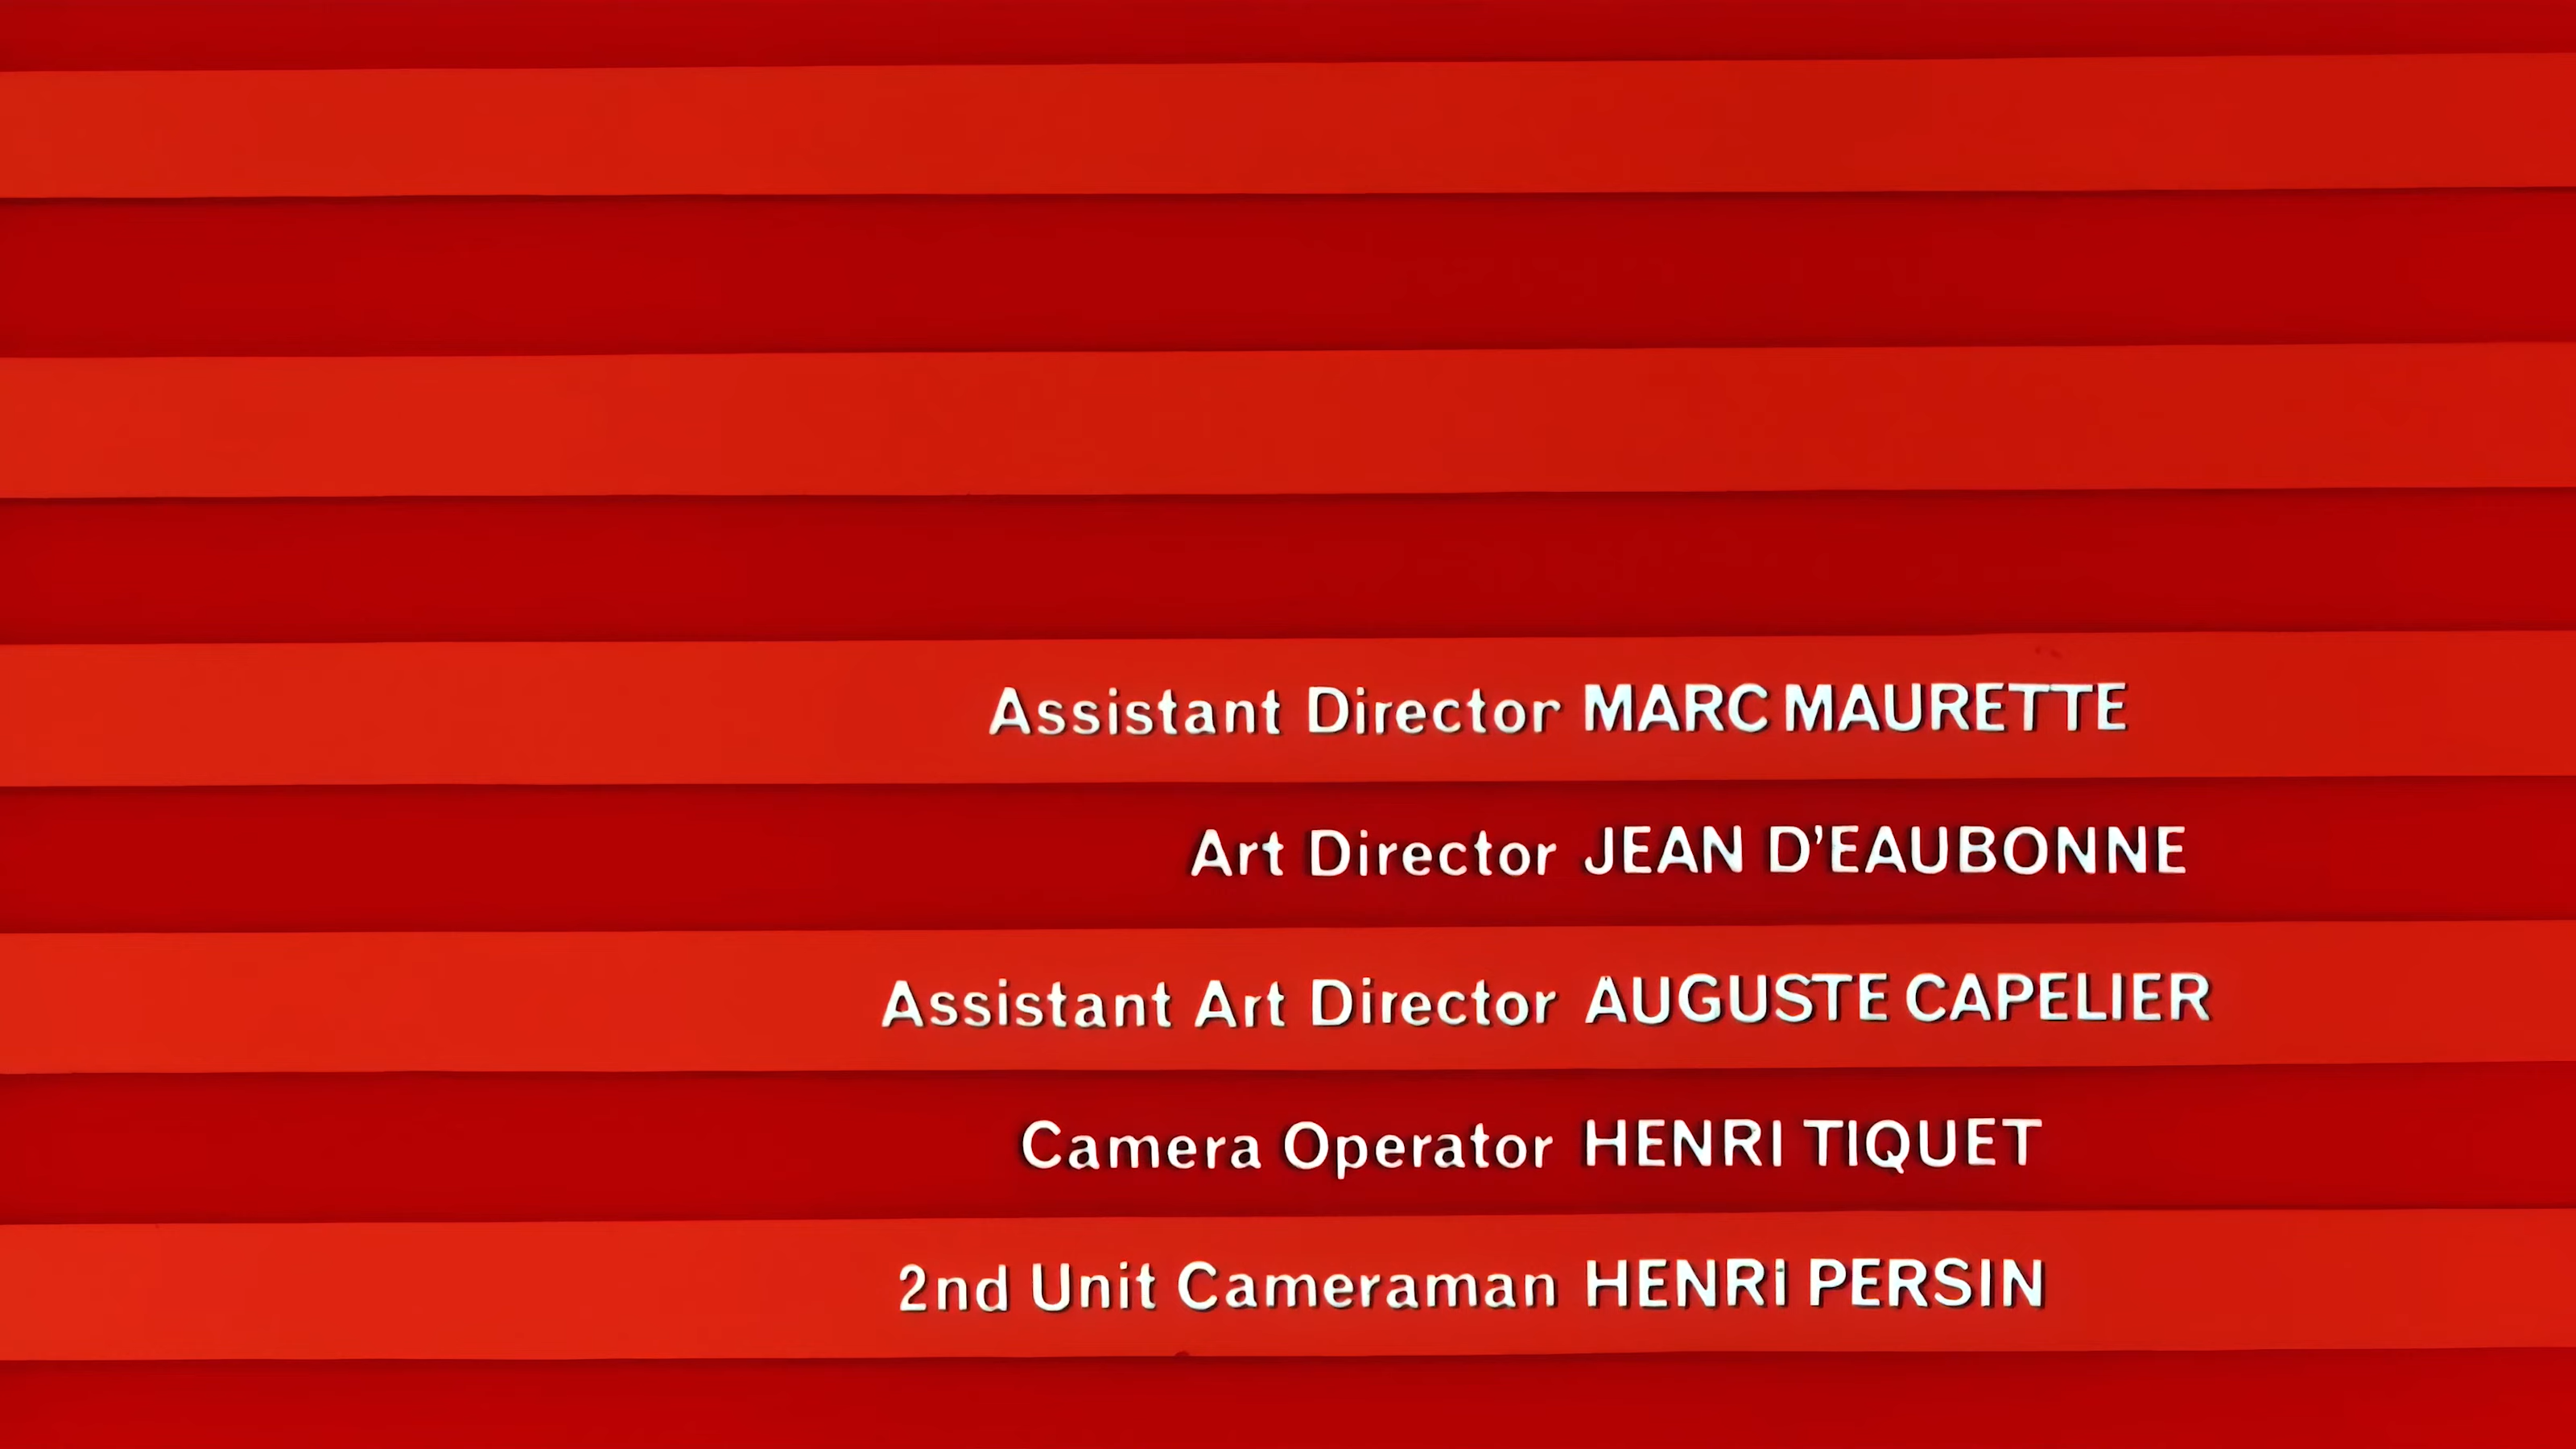 Assistant Director MARC MAURETTE
Art Director JEAN D'EAUBONNE
Assistant Art Director AUGUSTE CAPELIER
Camera Operator HENRI TIQUET
2nd Unit Cameraman HENRI PERSIN